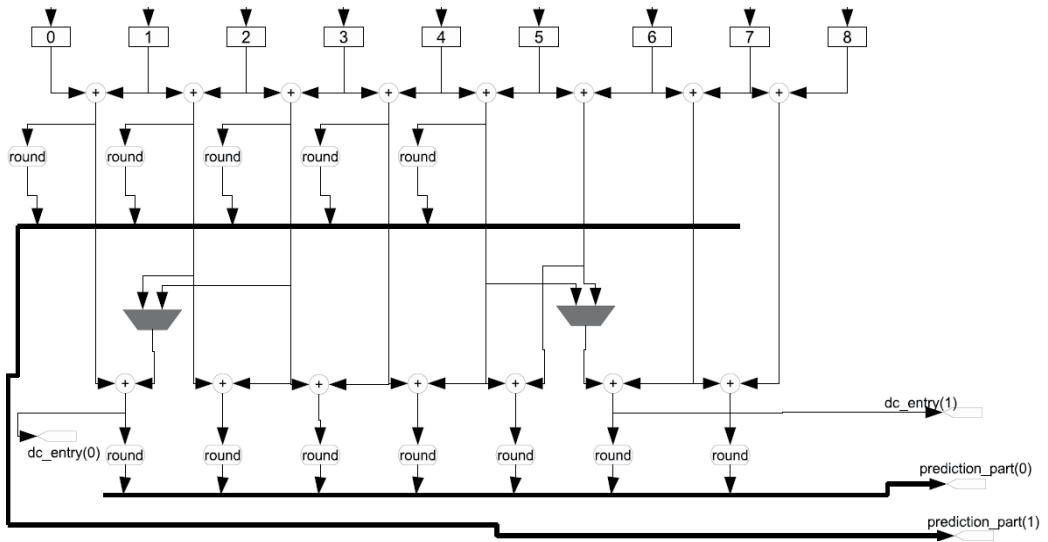 0 1 2 3 4 5 6 7 8
+ + + + + + + +
round round round round round
+ + + + + + +
dc_entry(1)
dc_entry(0)
round round round round round round round
prediction_part(0)
prediction_part(1)